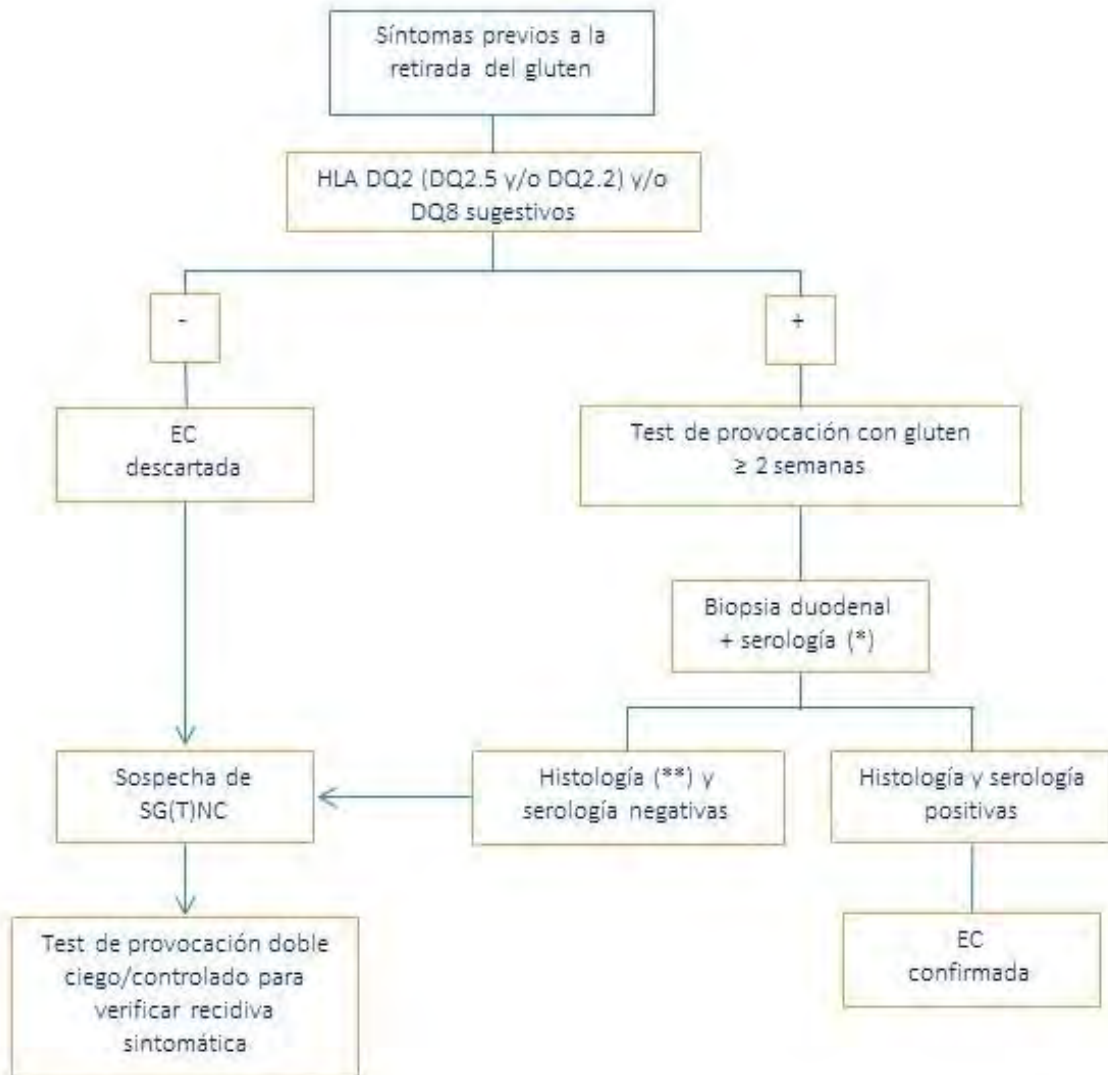 Síntomas previos a la
retirada del gluten
HLA DQ2 (DQ2.5 y/o DQ2.2) y/o
DQ8 sugestivos
-
+
EC
descartada
Test de provocación con gluten
≥ 2 semanas
Biopsia duodenal
+ serología (*)
Sospecha de
SG(T)NC
Histología (**) y
serología negativas
Histología y serología
positivas
Test de provocación doble
ciego/controlado para
verificar recidiva
sintomática
EC
confirmada